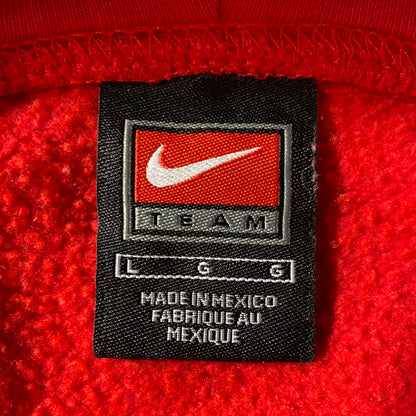 TEAM
L G G
MADE IN MEXICO
FABRIQUE AU
MEXIQUE